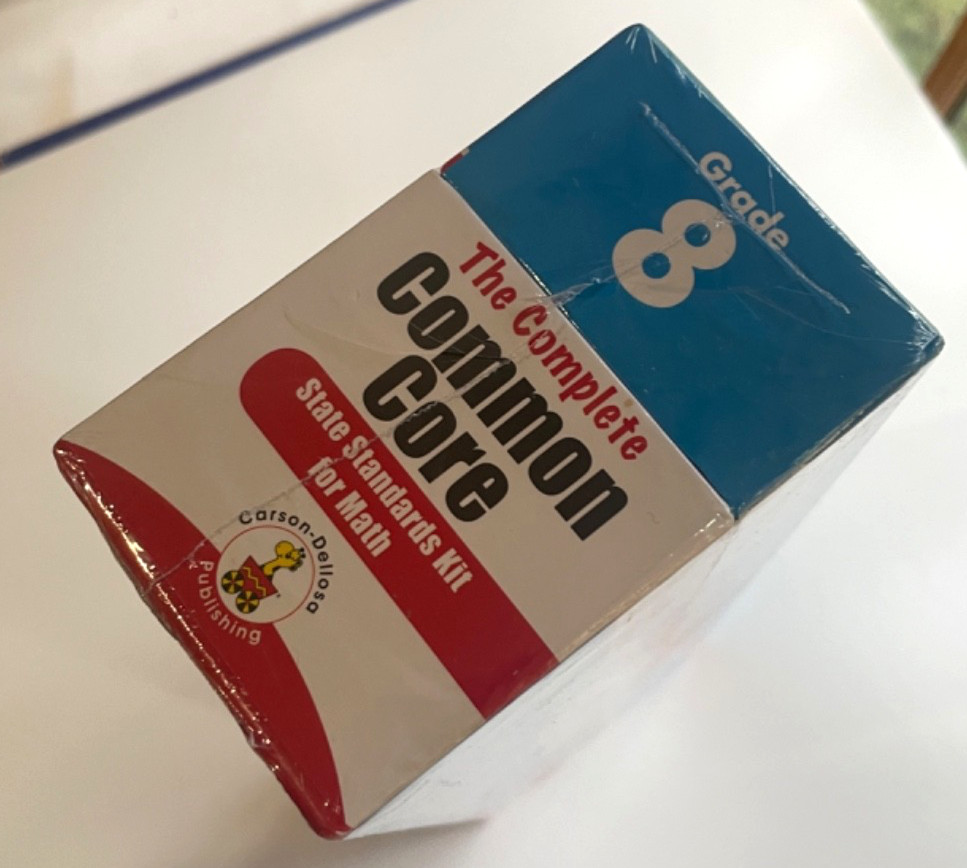 Grade
8
The Complete
Common
Core
State Standards Kit
for Math
Carson-Dellosa
Publishing